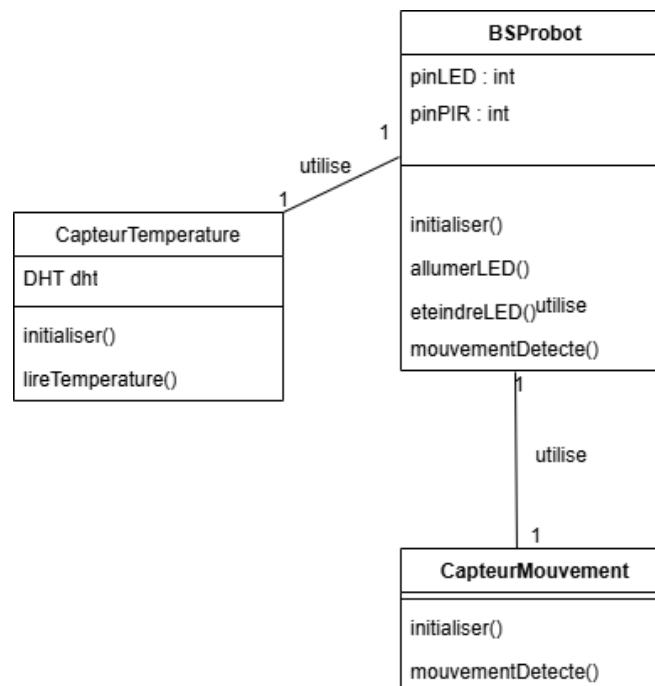 BSProbot
pinLED : int
pinPIR : int
1
utilise
1
CapteurTemperature
DHT dht
initialiser()
lireTemperature()
initialiser()
allumerLED()
eteindreLED()utilise
mouvementDetecte()
1
utilise
1
CapteurMouvement
initialiser()
mouvementDetecte()